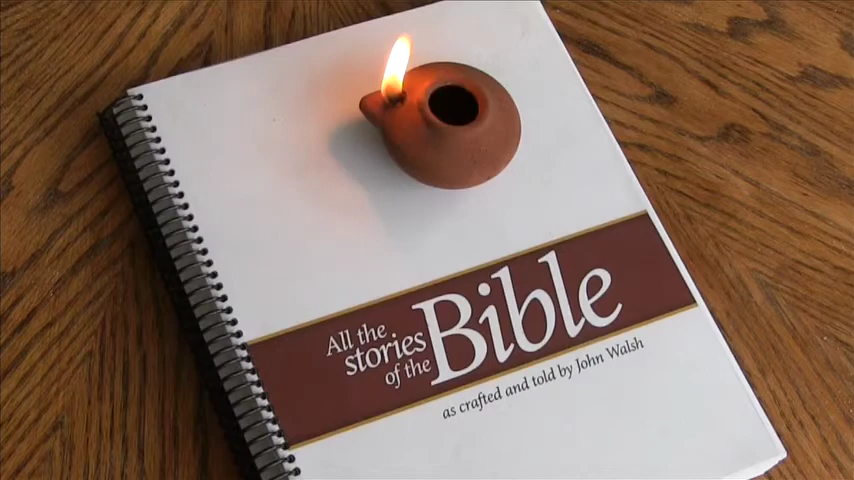 All the
stories
of the
Bible
as crafted and told by John Walsh